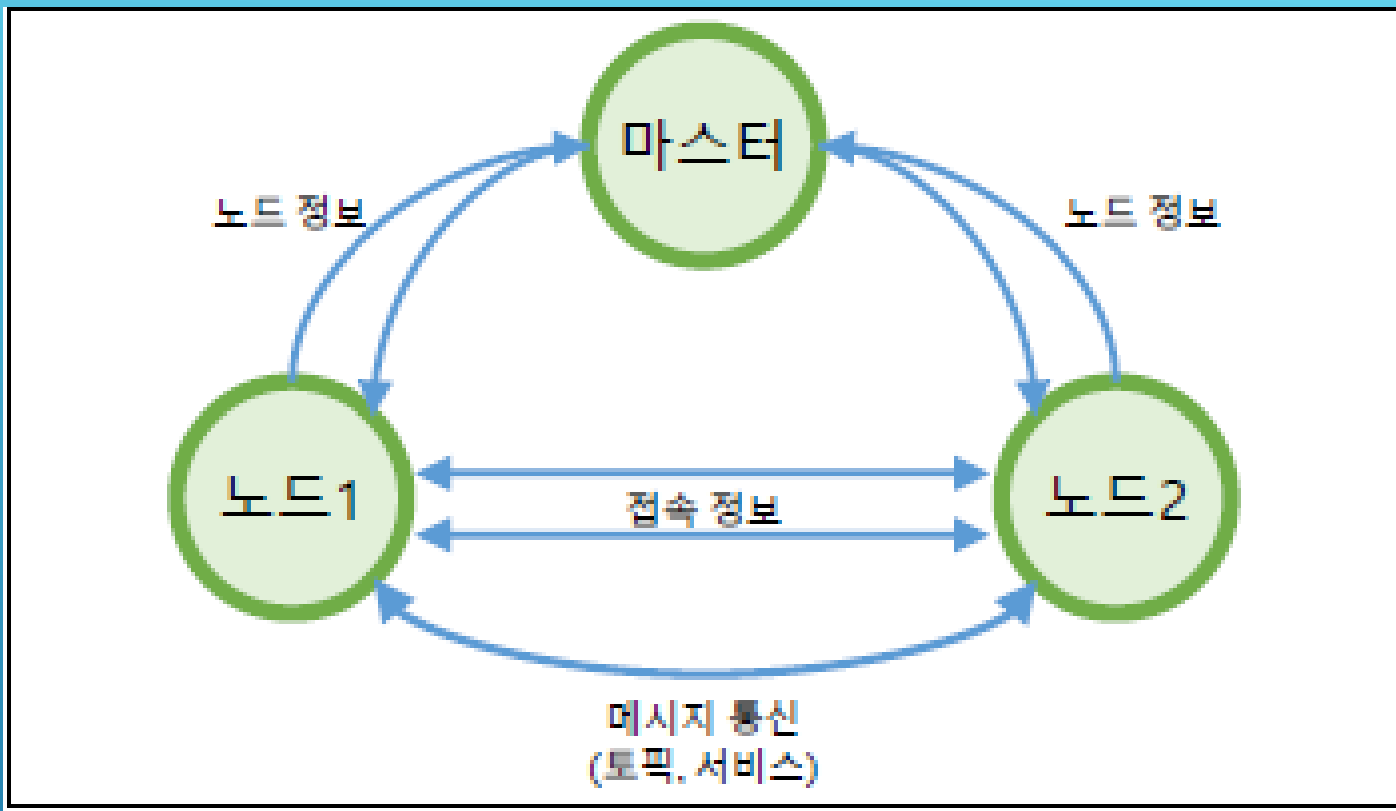 마스터
노드 정보
노드 정보
노드1
접속 정보
노드2
메시지 통신
(토픽, 서비스)